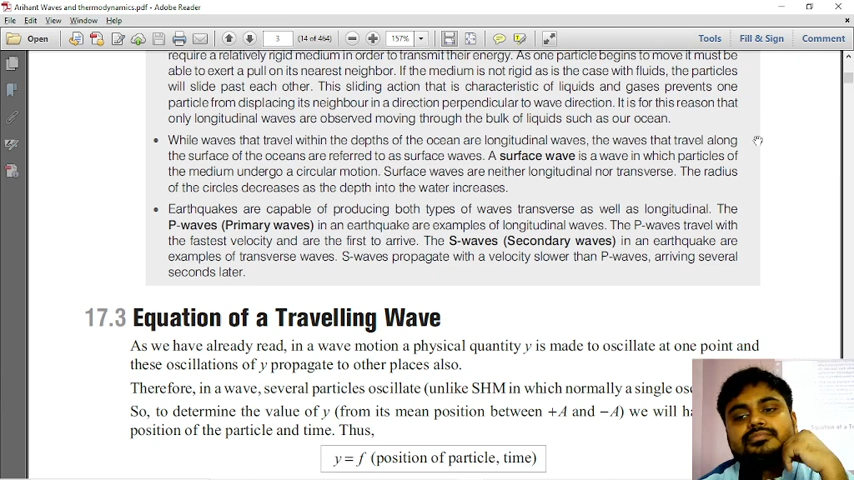 Arihant Waves and thermodynamics.pdf - Adobe Reader
File Edit View Window Help
Open 3 (14 of 464) 157% Tools Fill & Sign Comment
require a relatively rigid medium in order to transmit their energy. As one particle begins to move it must be
able to exert a pull on its nearest neighbor. If the medium is not rigid as is the case with fluids, the particles
will slide past each other. This sliding action that is characteristic of liquids and gases prevents one
particle from displacing its neighbour in a direction perpendicular to wave direction. It is for this reason that
only longitudinal waves are observed moving through the bulk of liquids such as our ocean.
• While waves that travel within the depths of the ocean are longitudinal waves, the waves that travel along
the surface of the oceans are referred to as surface waves. A surface wave is a wave in which particles of
the medium undergo a circular motion. Surface waves are neither longitudinal nor transverse. The radius
of the circles decreases as the depth into the water increases.
• Earthquakes are capable of producing both types of waves transverse as well as longitudinal. The
P-waves (Primary waves) in an earthquake are examples of longitudinal waves. The P-waves travel with
the fastest velocity and are the first to arrive. The S-waves (Secondary waves) in an earthquake are
examples of transverse waves. S-waves propagate with a velocity slower than P-waves, arriving several
seconds later.
17.3 Equation of a Travelling Wave
As we have already read, in a wave motion a physical quantity y is made to oscillate at one point and
these oscillations of y propagate to other places also.
Therefore, in a wave, several particles oscillate (unlike SHM in which normally a single
So, to determine the value of y (from its mean position between +A and −A) we will
position of the particle and time. Thus,
y = f (position of particle, time)